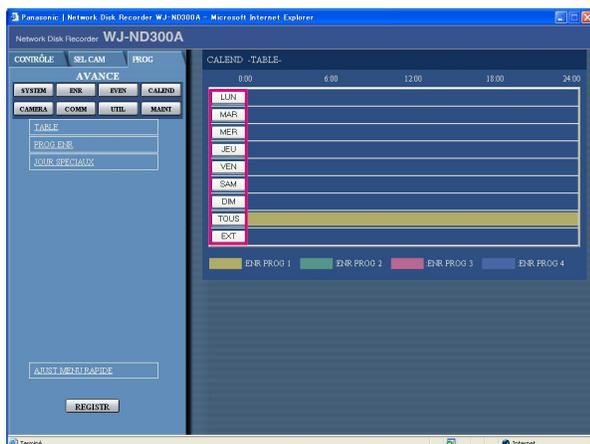 Panasonic | Network Disk Recorder WJ-ND300A - Microsoft Internet Explorer
Network Disk Recorder WJ-ND300A
CONTRÔLE SEL CAM PROG
AVANCE
SYSTEM ENR EVEN CALEND
CAMERA COMM UTIL MAINT
TABLE
PROG ENR
JOUR SPECIAUX
AJUST MENU RAPIDE
REGISTR
CALEND -TABLE-
0:00 6:00 12:00 18:00 24:00
LUN
MAR
MER
JEU
VEN
SAM
DIM
TOUS
EXT
ENR PROG 1 ENR PROG 2 ENR PROG 3 ENR PROG 4
Terminé Internet